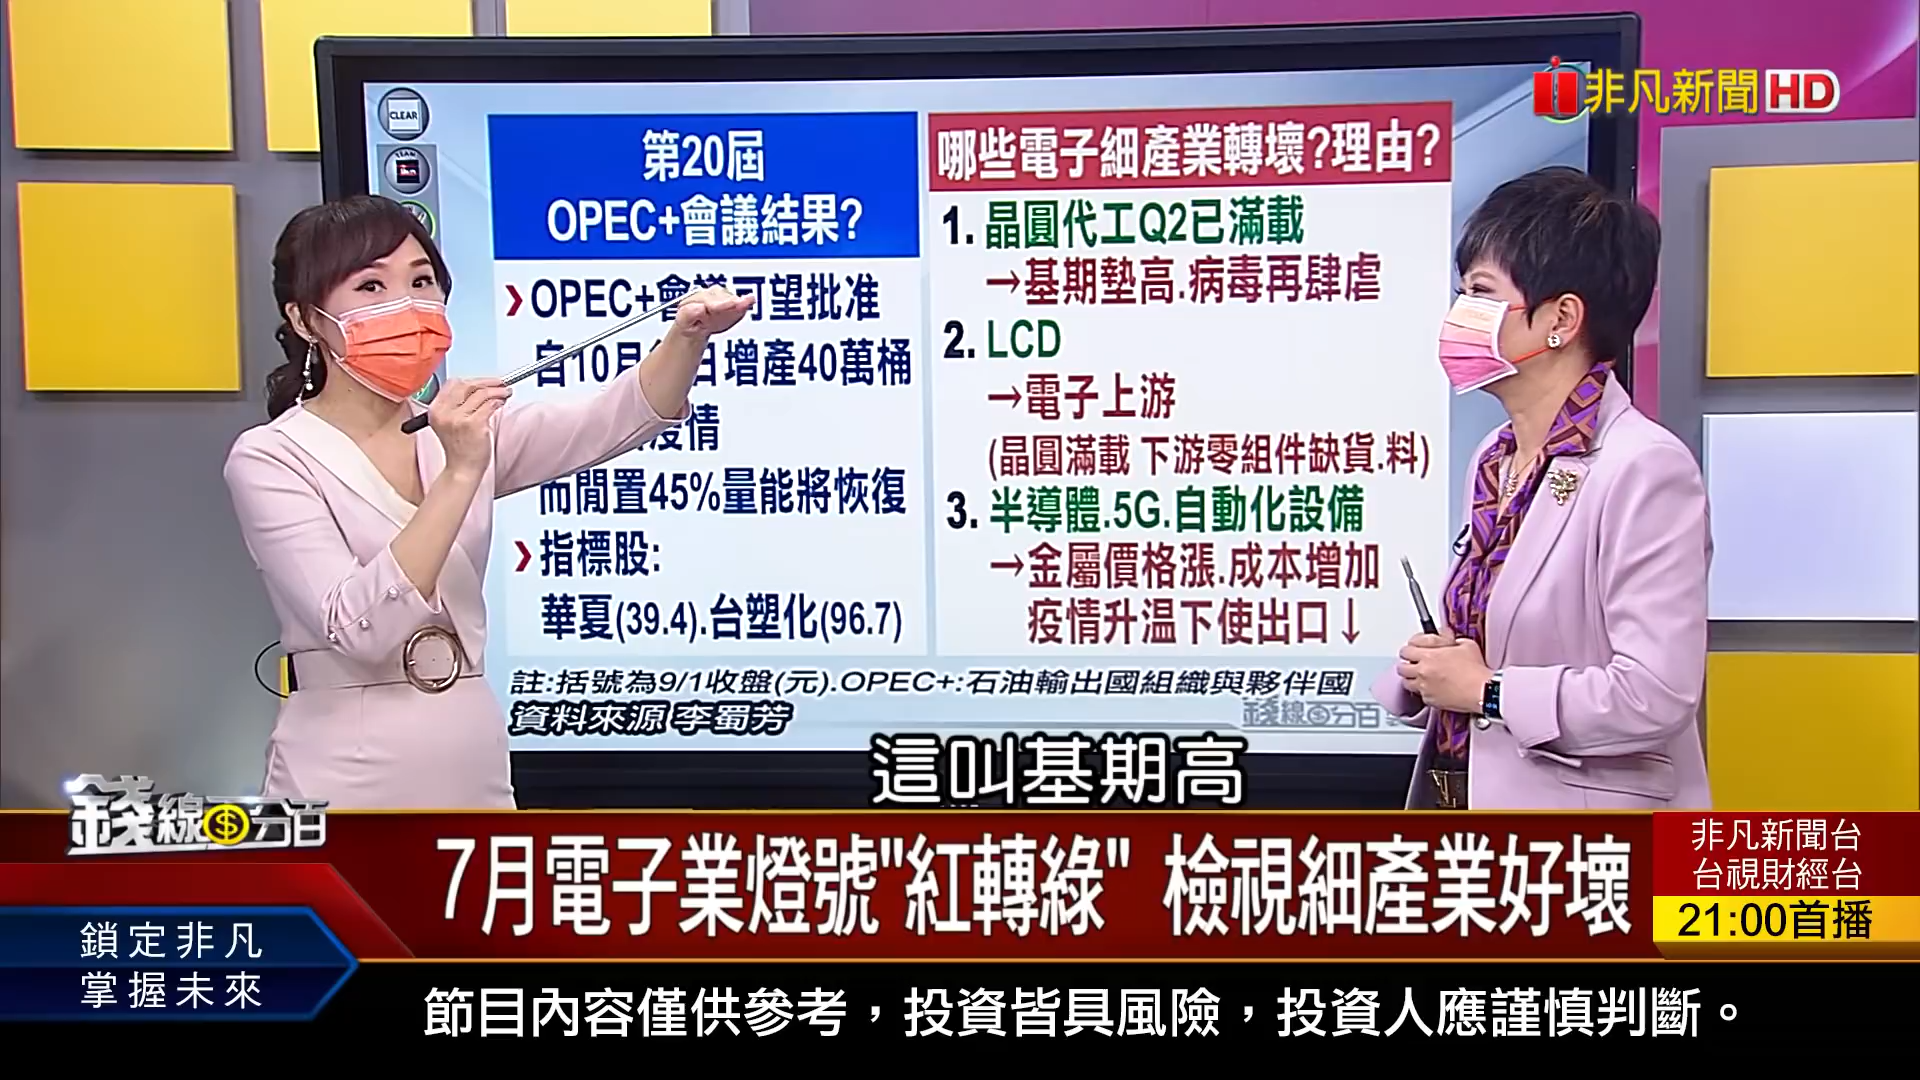 非凡新聞HD
CLEAR
第20屆
OPEC+會議結果?
❯OPEC+會議可望批准
自10月 日增產40萬桶
疫情
而閒置45%量能將恢復
❯指標股:
華夏(39.4).台塑化(96.7)
哪些電子細產業轉壞?理由?
1. 晶圓代工Q2已滿載
→基期墊高.病毒再肆虐
2. LCD
→電子上游
(晶圓滿載 下游零組件缺貨.料)
3. 半導體.5G.自動化設備
→金屬價格漲.成本增加
疫情升溫下使出口↓
註:括號為9/1收盤(元).OPEC+:石油輸出國組織與夥伴國
資料來源 李蜀芳
錢線百分百
這叫基期高
錢線百分百
7月電子業燈號"紅轉綠" 檢視細產業好壞
非凡新聞台
台視財經台
21:00首播
鎖定非凡
掌握未來
節目內容僅供參考，投資皆具風險，投資人應謹慎判斷。